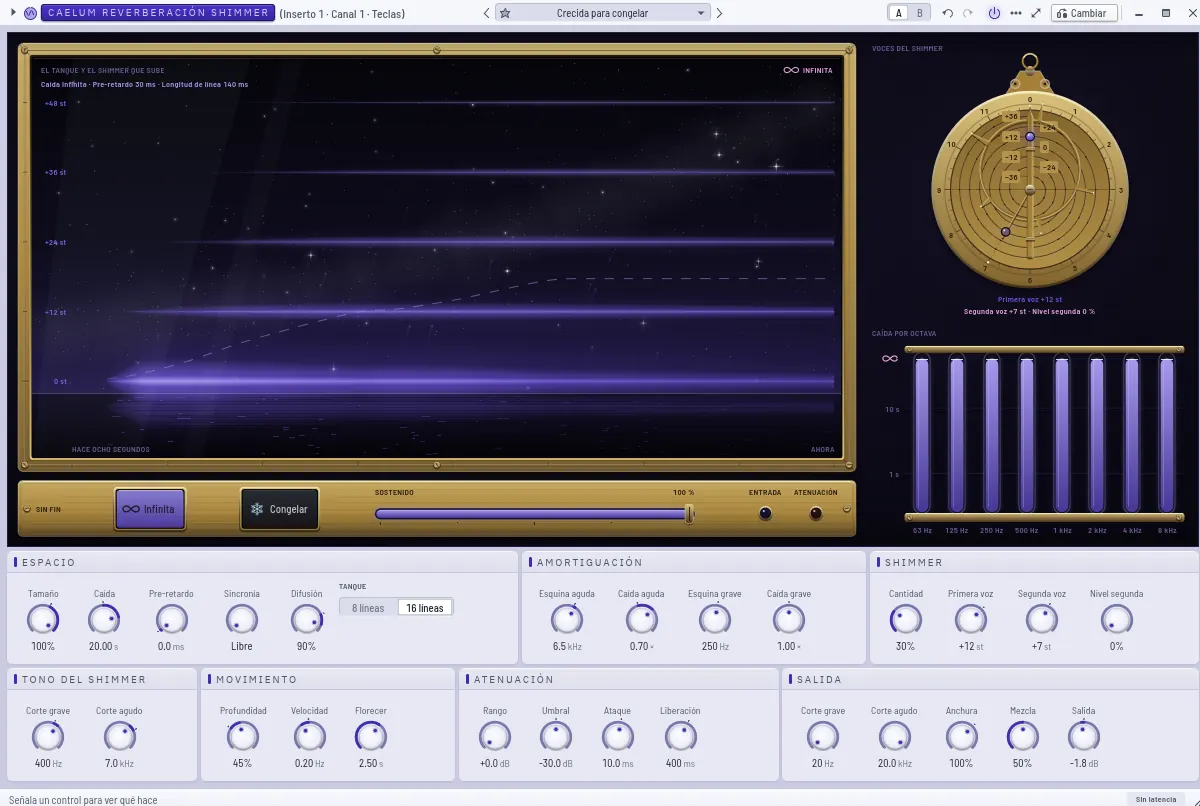 CAELUM REVERBERACIÓN SHIMMER (Inserto 1 · Canal 1 · Teclas)
Crecida para congelar
A B
Cambiar
EL TANQUE Y EL SHIMMER QUE SUBE
Caída Infinita · Pre-retardo 30 ms · Longitud de línea 140 ms
INFINITA
+48 st
+36 st
+24 st
+12 st
0 st
HACE OCHO SEGUNDOS
AHORA
SIN FIN
Infinita
Congelar
SOSTENIDO
100 %
ENTRADA
ATENUACIÓN
VOCES DEL SHIMMER
0
1
2
3
4
5
6
7
8
9
10
11
+36
+24
+12
0
−12
−24
−36
Primera voz +12 st
Segunda voz +7 st · Nivel segunda 0 %
CAÍDA POR OCTAVA
10 s
1 s
63 Hz 125 Hz 250 Hz 500 Hz 1 kHz 2 kHz 4 kHz 8 kHz
ESPACIO
Tamaño Caída Pre-retardo Sincronía Difusión
100% 20.00 s 0.0 ms Libre 90%
TANQUE
8 líneas 16 líneas
AMORTIGUACIÓN
Esquina aguda Caída aguda Esquina grave Caída grave
6.5 kHz 0.70 × 250 Hz 1.00 ×
SHIMMER
Cantidad Primera voz Segunda voz Nivel segunda
30% +12 st +7 st 0%
TONO DEL SHIMMER
Corte grave Corte agudo
400 Hz 7.0 kHz
MOVIMIENTO
Profundidad Velocidad Florecer
45% 0.20 Hz 2.50 s
ATENUACIÓN
Rango Umbral Ataque Liberación
+0.0 dB -30.0 dB 10.0 ms 400 ms
SALIDA
Corte grave Corte agudo Anchura Mezcla Salida
20 Hz 20.0 kHz 100% 50% -1.8 dB
Señala un control para ver qué hace
Sin latencia